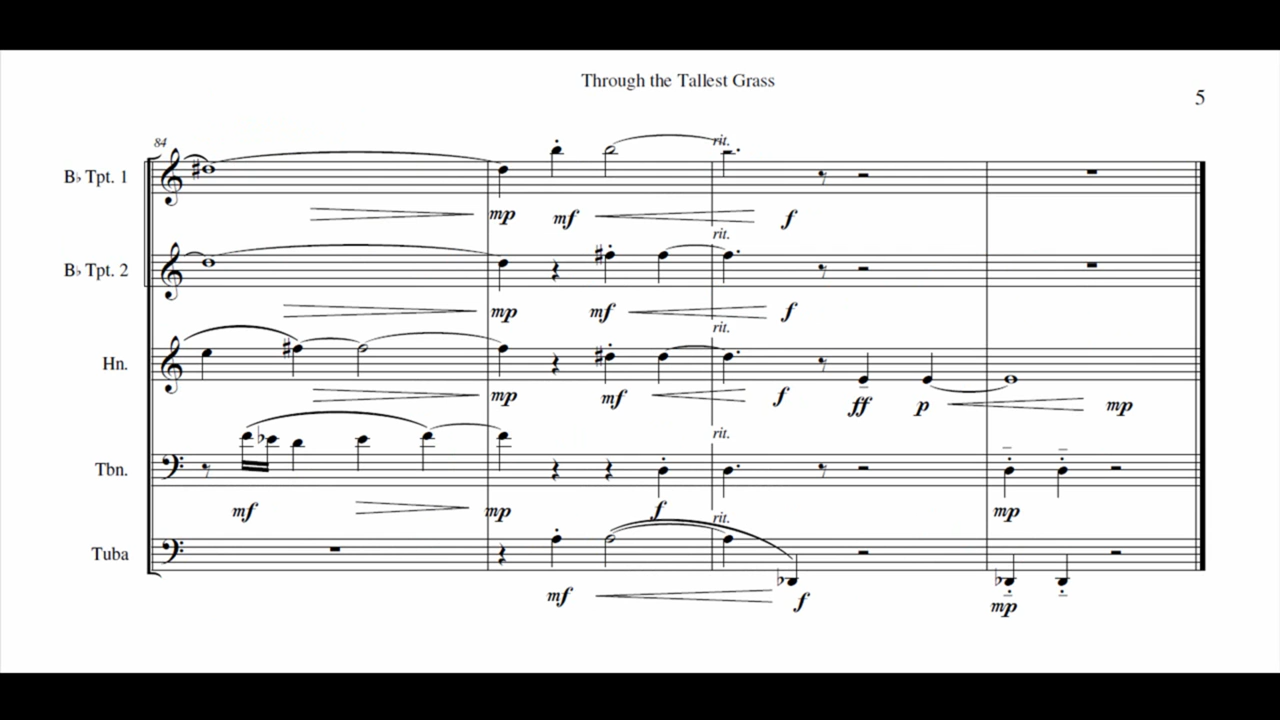 Through the Tallest Grass
5
84
rit.
B♭ Tpt. 1
mp mf f
rit.
B♭ Tpt. 2
mp mf f
rit.
Hn.
mp mf f ff p mp
rit.
Tbn.
mf mp f mp
rit.
Tuba
mf f mp